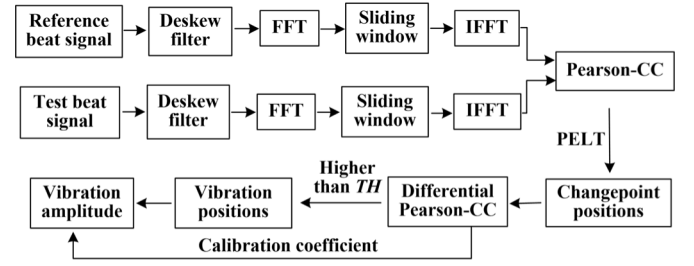 Reference
beat signal
Deskew
filter
FFT
Sliding
window
IFFT
Pearson-CC
Test beat
signal
Deskew
filter
FFT
Sliding
window
IFFT
PELT
Changepoint
positions
Differential
Pearson-CC
Higher
than TH
Vibration
positions
Vibration
amplitude
Calibration coefficient